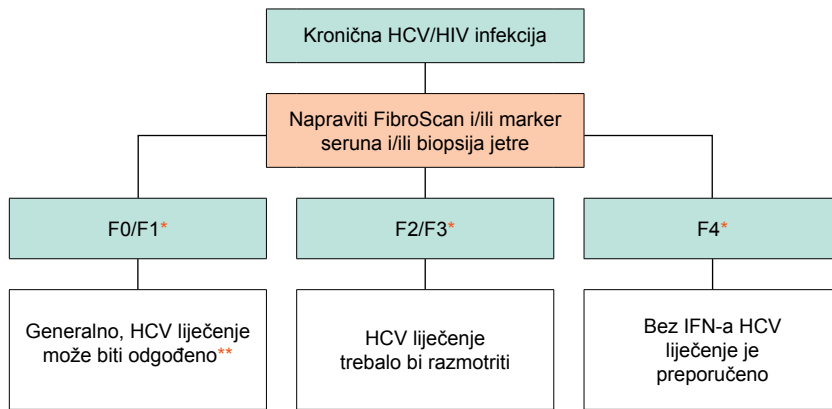 Kronična HCV/HIV infekcija
Napraviti FibroScan i/ili marker
seruna i/ili biopsija jetre
F0/F1*
F2/F3*
F4*
Generalno, HCV liječenje
može biti odgođeno**
HCV liječenje
trebalo bi razmotriti
Bez IFN-a HCV
liječenje je
preporučeno